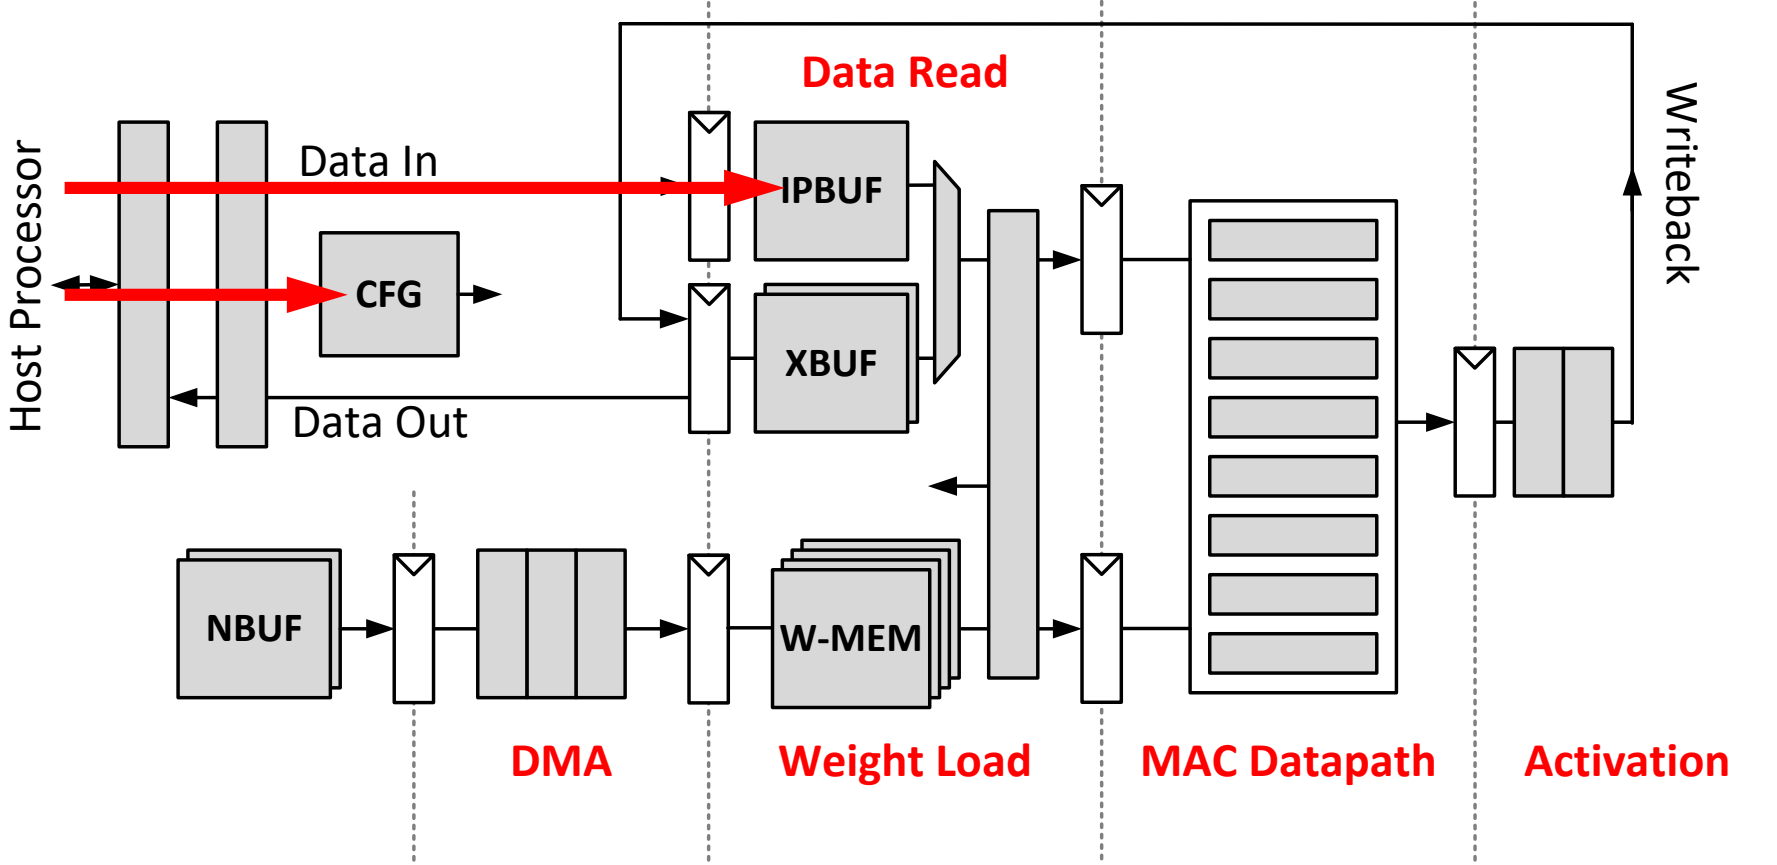 Data Read
Host Processor
Data In
IPBUF
Writeback
CFG
XBUF
Data Out
NBUF
W-MEM
DMA
Weight Load
MAC Datapath
Activation